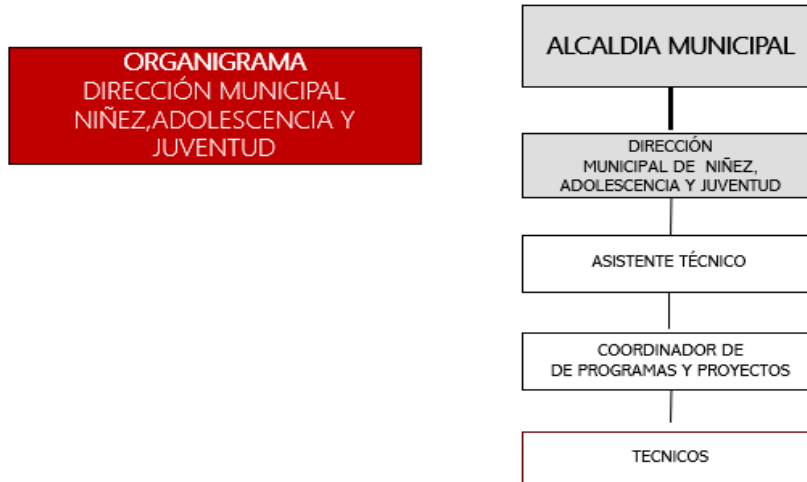 ORGANIGRAMA
DIRECCIÓN MUNICIPAL
NIÑEZ,ADOLESCENCIA Y
JUVENTUD
ALCALDIA MUNICIPAL
DIRECCIÓN
MUNICIPAL DE NIÑEZ,
ADOLESCENCIA Y JUVENTUD
ASISTENTE TÉCNICO
COORDINADOR DE
DE PROGRAMAS Y PROYECTOS
TECNICOS